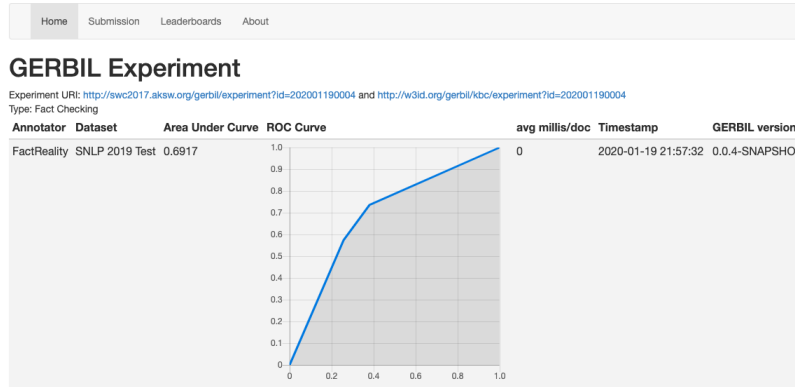 Home Submission Leaderboards About
GERBIL Experiment
Experiment URI: http://swc2017.aksw.org/gerbil/experiment?id=202001190004 and http://w3id.org/gerbil/kbc/experiment?id=202001190004
Type: Fact Checking
Annotator Dataset Area Under Curve ROC Curve avg millis/doc Timestamp GERBIL version
FactReality SNLP 2019 Test 0.6917 0 2020-01-19 21:57:32 0.0.4-SNAPSHO
1.0
0.9
0.8
0.7
0.6
0.5
0.4
0.3
0.2
0.1
0
0 0.2 0.4 0.6 0.8 1.0